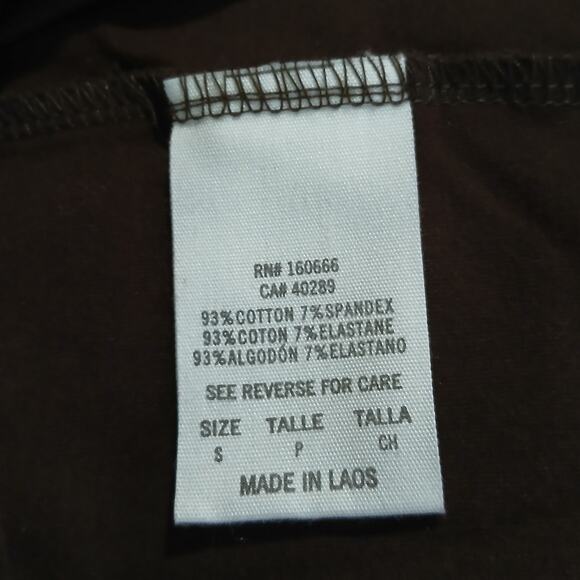 RN# 160666
CA# 40289
93%COTTON 7%SPANDEX
93%COTON 7%ELASTANE
93%ALGODÓN 7%ELASTANO
SEE REVERSE FOR CARE
SIZE TALLE TALLA
S P CH
MADE IN LAOS